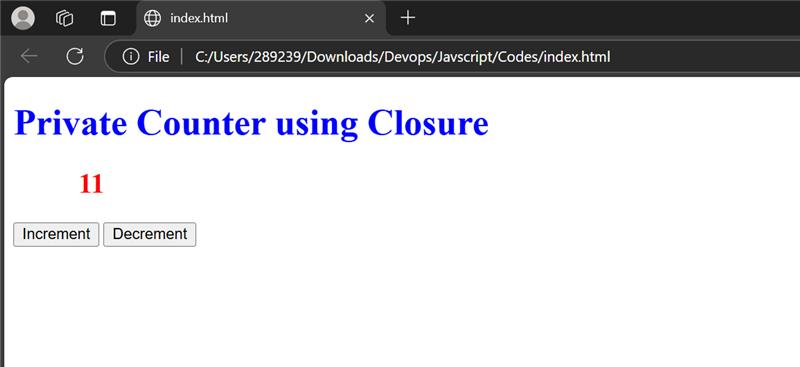 index.html
File C:/Users/289239/Downloads/Devops/Javscript/Codes/index.html
Private Counter using Closure
11
Increment Decrement